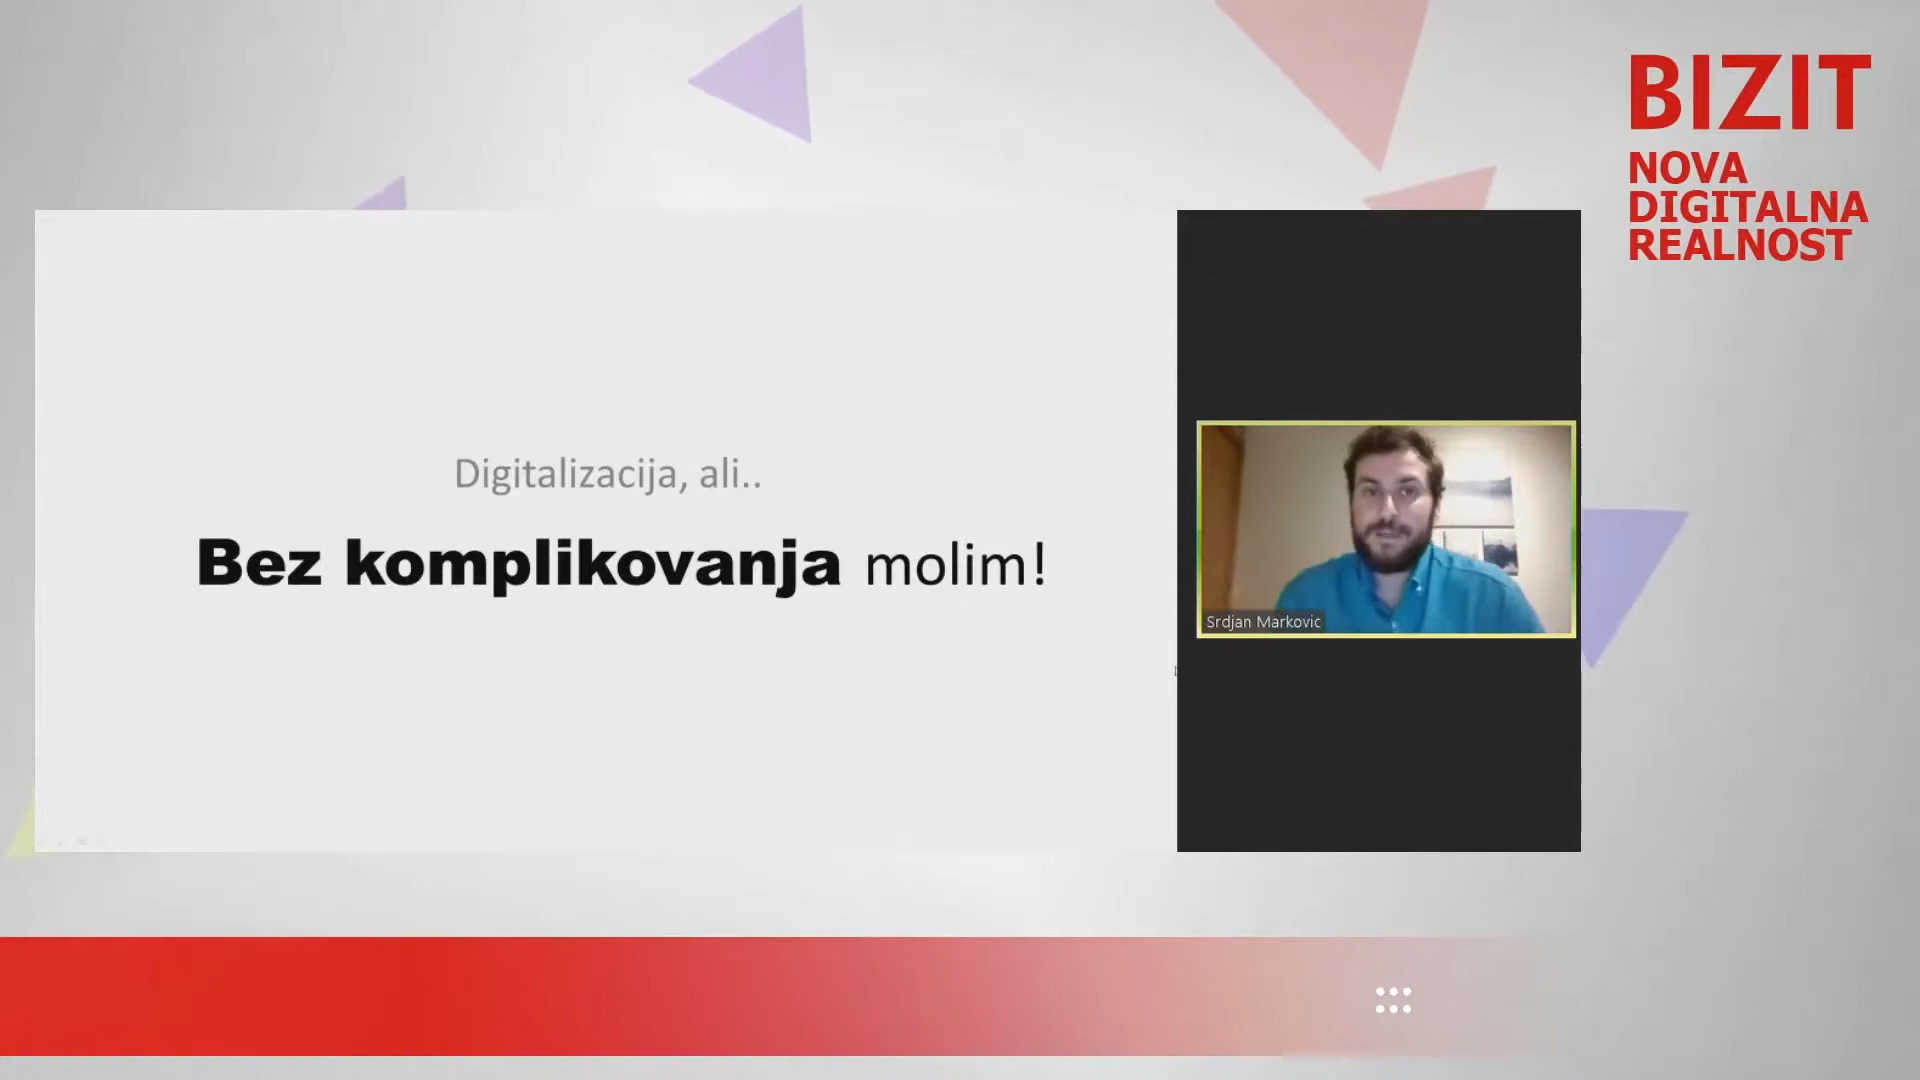 BIZIT
NOVA
DIGITALNA
REALNOST
Digitalizacija, ali..
Bez komplikovanja molim!
Srdjan Markovic